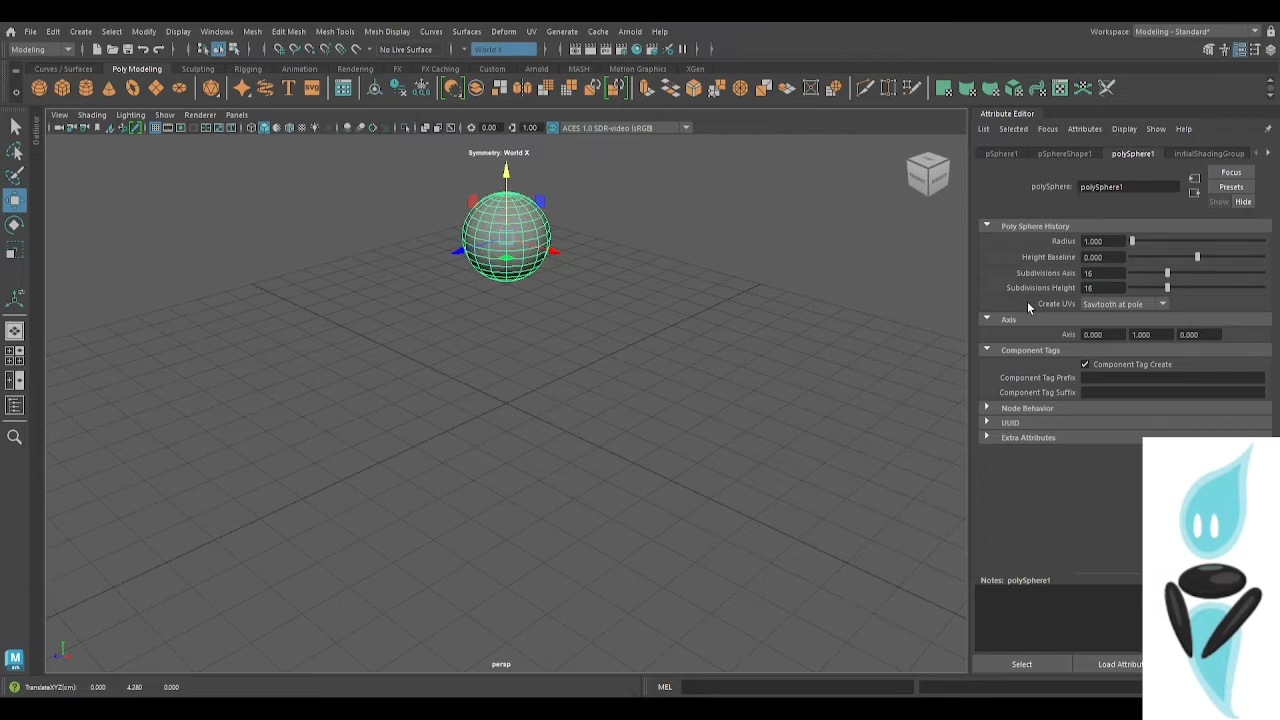 File Edit Create Select Modify Display Windows Mesh Edit Mesh Mesh Tools Mesh Display Curves Surfaces Deform UV Generate Cache Arnold Help
Workspace: Modeling - Standard*
Modeling
No Live Surface
World X
Curves / Surfaces Poly Modeling Sculpting Rigging Animation Rendering FX FX Caching Custom Arnold MASH Motion Graphics XGen
Outliner
View Shading Lighting Show Renderer Panels
0.00 1.00 ACES 1.0 SDR-video (sRGB)
Symmetry: World X
persp
Attribute Editor
List Selected Focus Attributes Display Show Help
pSphere1 pSphereShape1 polySphere1 initialShadingGroup
Focus
polySphere: polySphere1
Presets
Show Hide
Poly Sphere History
Radius 1.000
Height Baseline 0.000
Subdivisions Axis 16
Subdivisions Height 16
Create UVs Sawtooth at pole
Axis
Axis 0.000 1.000 0.000
Component Tags
Component Tag Create
Component Tag Prefix
Component Tag Suffix
Node Behavior
UUID
Extra Attributes
Notes: polySphere1
Select Load Attribu
TranslateXYZ(cm): 0.000 4.280 0.000
MEL